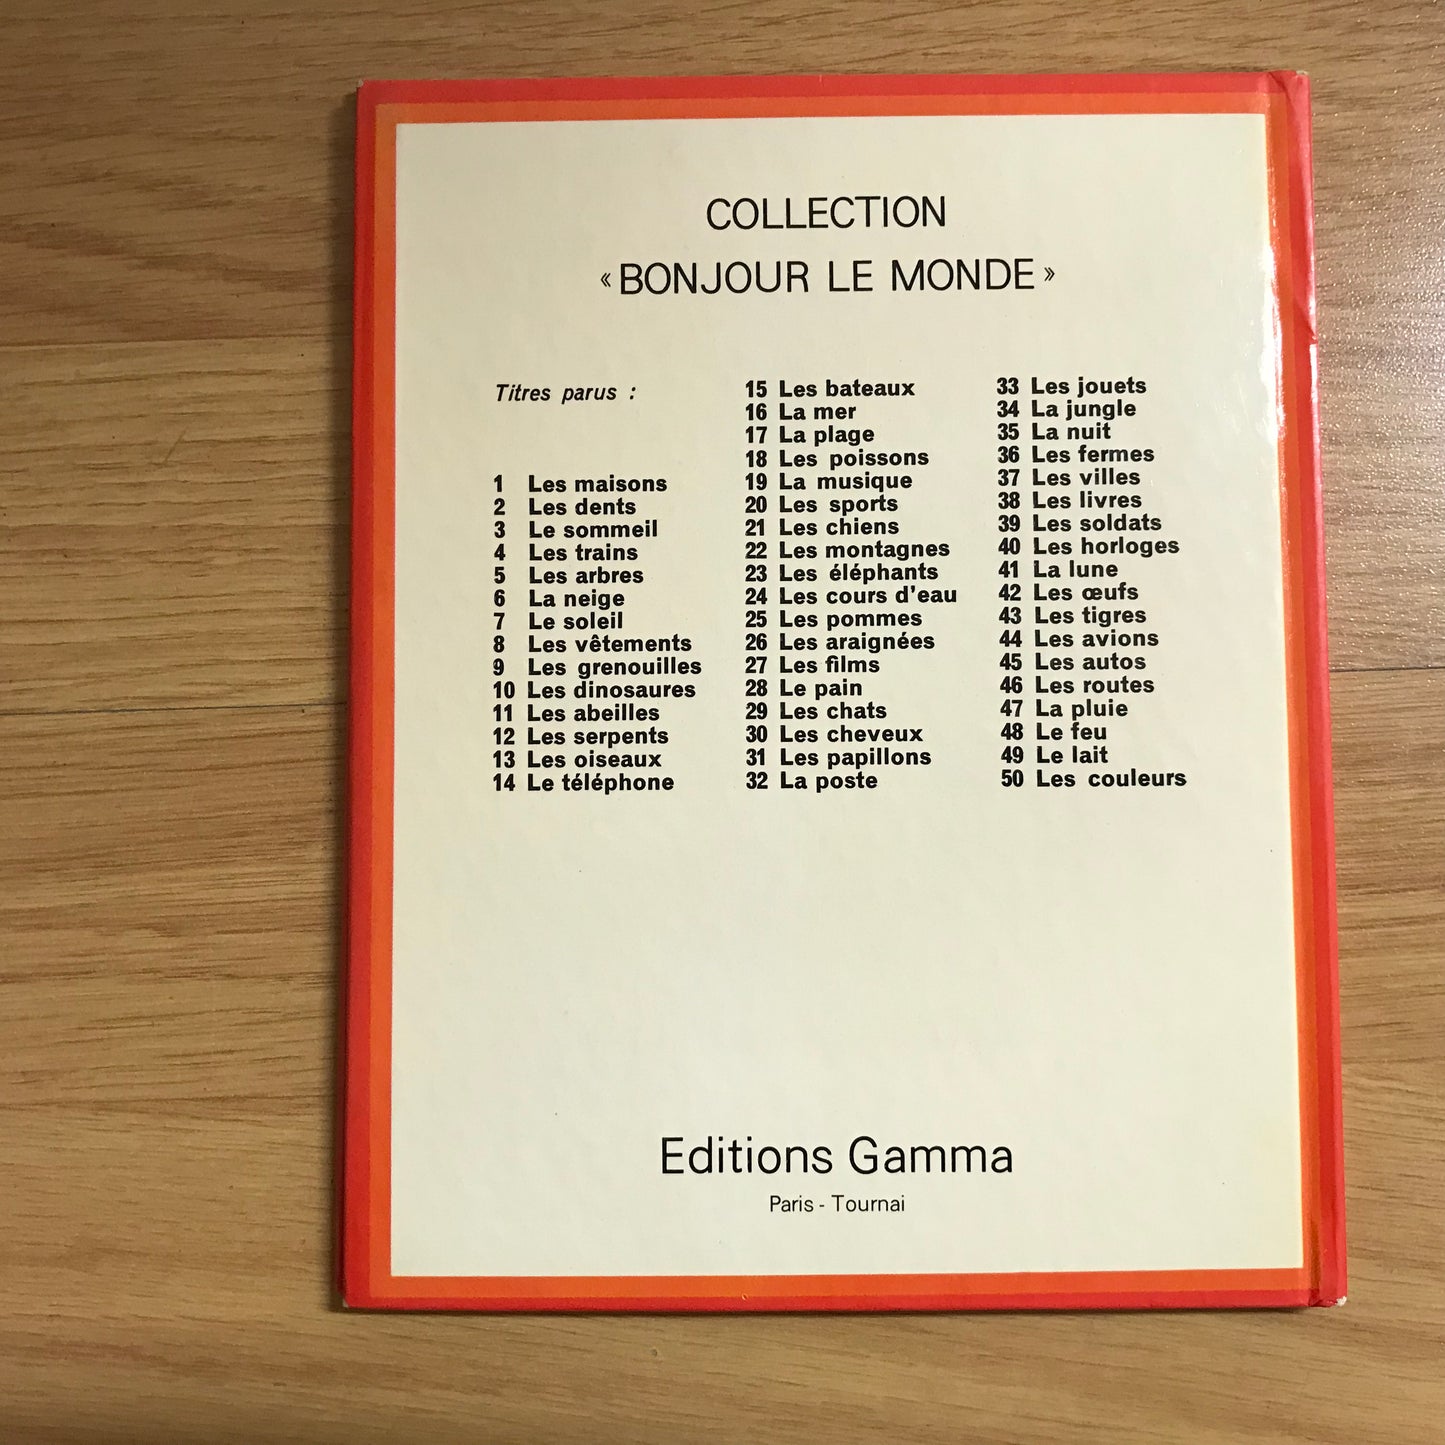 COLLECTION
« BONJOUR LE MONDE »
Titres parus :
1 Les maisons
2 Les dents
3 Le sommeil
4 Les trains
5 Les arbres
6 La neige
7 Le soleil
8 Les vêtements
9 Les grenouilles
10 Les dinosaures
11 Les abeilles
12 Les serpents
13 Les oiseaux
14 Le téléphone
15 Les bateaux
16 La mer
17 La plage
18 Les poissons
19 La musique
20 Les sports
21 Les chiens
22 Les montagnes
23 Les éléphants
24 Les cours d'eau
25 Les pommes
26 Les araignées
27 Les films
28 Le pain
29 Les chats
30 Les cheveux
31 Les papillons
32 La poste
33 Les jouets
34 La jungle
35 La nuit
36 Les fermes
37 Les villes
38 Les livres
39 Les soldats
40 Les horloges
41 La lune
42 Les œufs
43 Les tigres
44 Les avions
45 Les autos
46 Les routes
47 La pluie
48 Le feu
49 Le lait
50 Les couleurs
Editions Gamma
Paris - Tournai